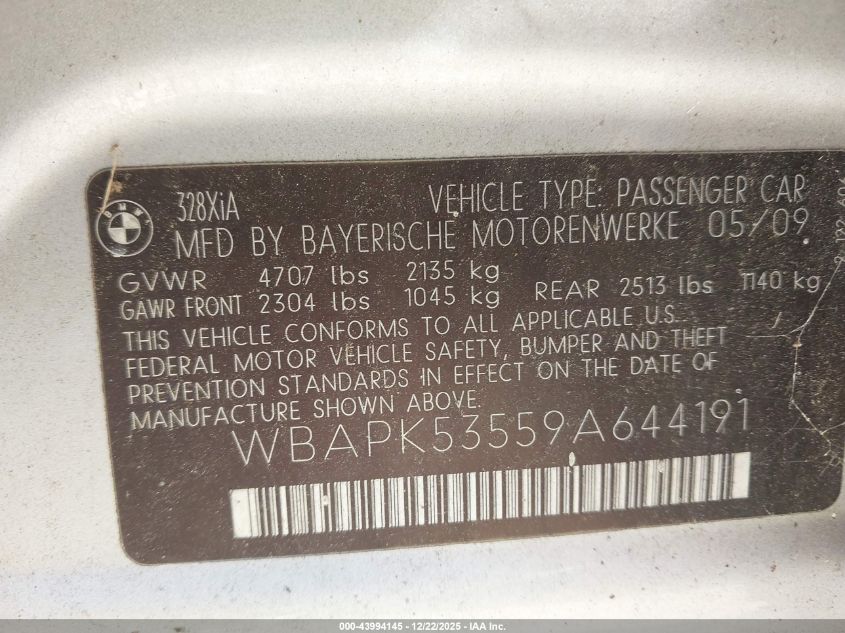 BMW
328XiA VEHICLE TYPE: PASSENGER CAR
MFD BY BAYERISCHE MOTORENWERKE 05/09
GVWR 4707 lbs 2135 kg
GAWR FRONT 2304 lbs 1045 kg REAR 2513 lbs 1140 kg
THIS VEHICLE CONFORMS TO ALL APPLICABLE U.S.
FEDERAL MOTOR VEHICLE SAFETY, BUMPER AND THEFT
PREVENTION STANDARDS IN EFFECT ON THE DATE OF
MANUFACTURE SHOWN ABOVE.
WBAPK53559A644191
000-43994145 - 12/22/2025 - IAA Inc.